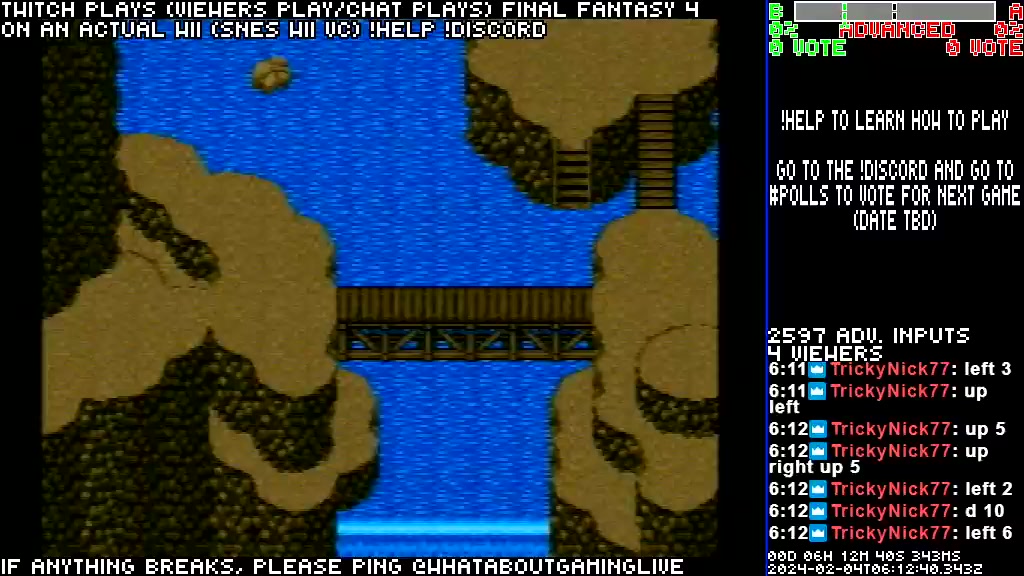 TWITCH PLAYS (VIEWERS PLAY/CHAT PLAYS) FINAL FANTASY 4
ON AN ACTUAL WII (SNES WII VC) !HELP !DISCORD
B A
0% ADVANCED 0%
0 VOTE 0 VOTE
!HELP TO LEARN HOW TO PLAY
GO TO THE !DISCORD AND GO TO
#POLLS TO VOTE FOR NEXT GAME
(DATE TBD)
2597 ADV. INPUTS
4 VIEWERS
6:11 TrickyNick77: left 3
6:11 TrickyNick77: up
left
6:12 TrickyNick77: up 5
6:12 TrickyNick77: up
right up 5
6:12 TrickyNick77: left 2
6:12 TrickyNick77: d 10
6:12 TrickyNick77: left 6
00D 06H 12M 40S 343MS
2024-02-04T06:12:40.343Z
IF ANYTHING BREAKS, PLEASE PING @WHATABOUTGAMINGLIVE